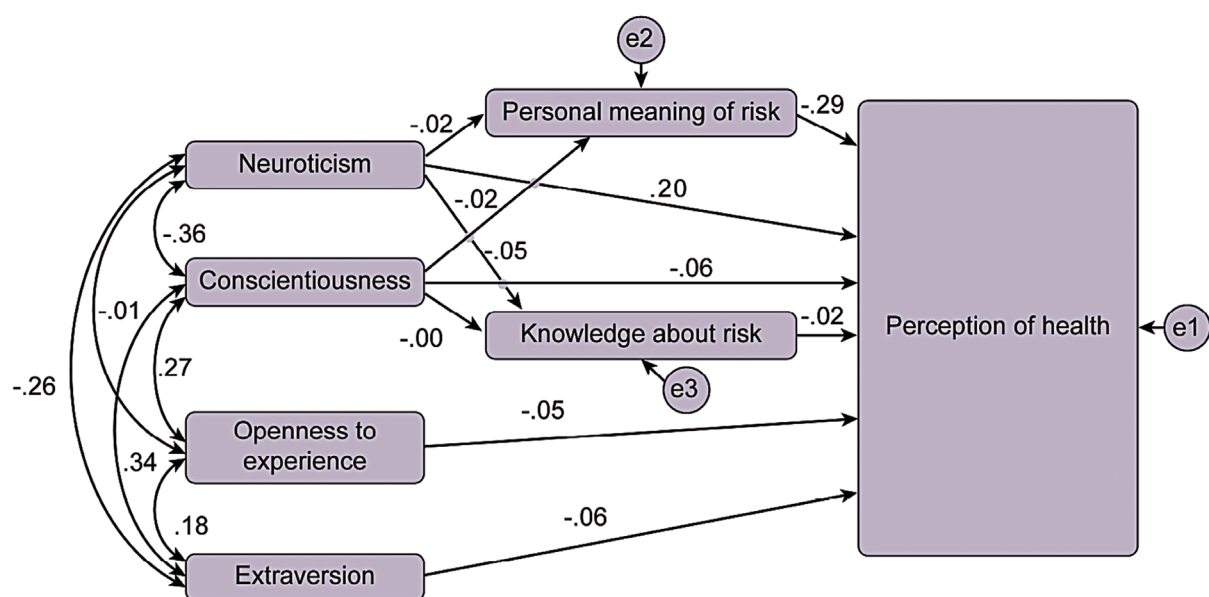 e2
Personal meaning of risk
-.29
-.02
Neuroticism
.20
-.02
-.36
-.05
Conscientiousness
-.06
-.01
-.00
Knowledge about risk
-.02
Perception of health
e1
.27
-.26
e3
-.05
Openness to
experience
.34
.18
-.06
Extraversion